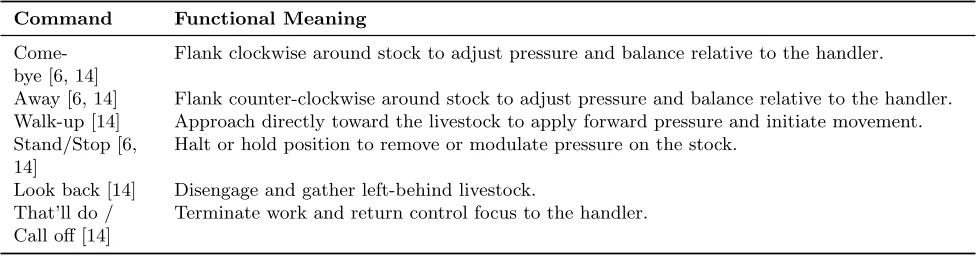 Command Functional Meaning
Come- Flank clockwise around stock to adjust pressure and balance relative to the handler.
bye [6, 14]
Away [6, 14] Flank counter-clockwise around stock to adjust pressure and balance relative to the handler.
Walk-up [14] Approach directly toward the livestock to apply forward pressure and initiate movement.
Stand/Stop [6, Halt or hold position to remove or modulate pressure on the stock.
14]
Look back [14] Disengage and gather left-behind livestock.
That'll do / Terminate work and return control focus to the handler.
Call off [14]